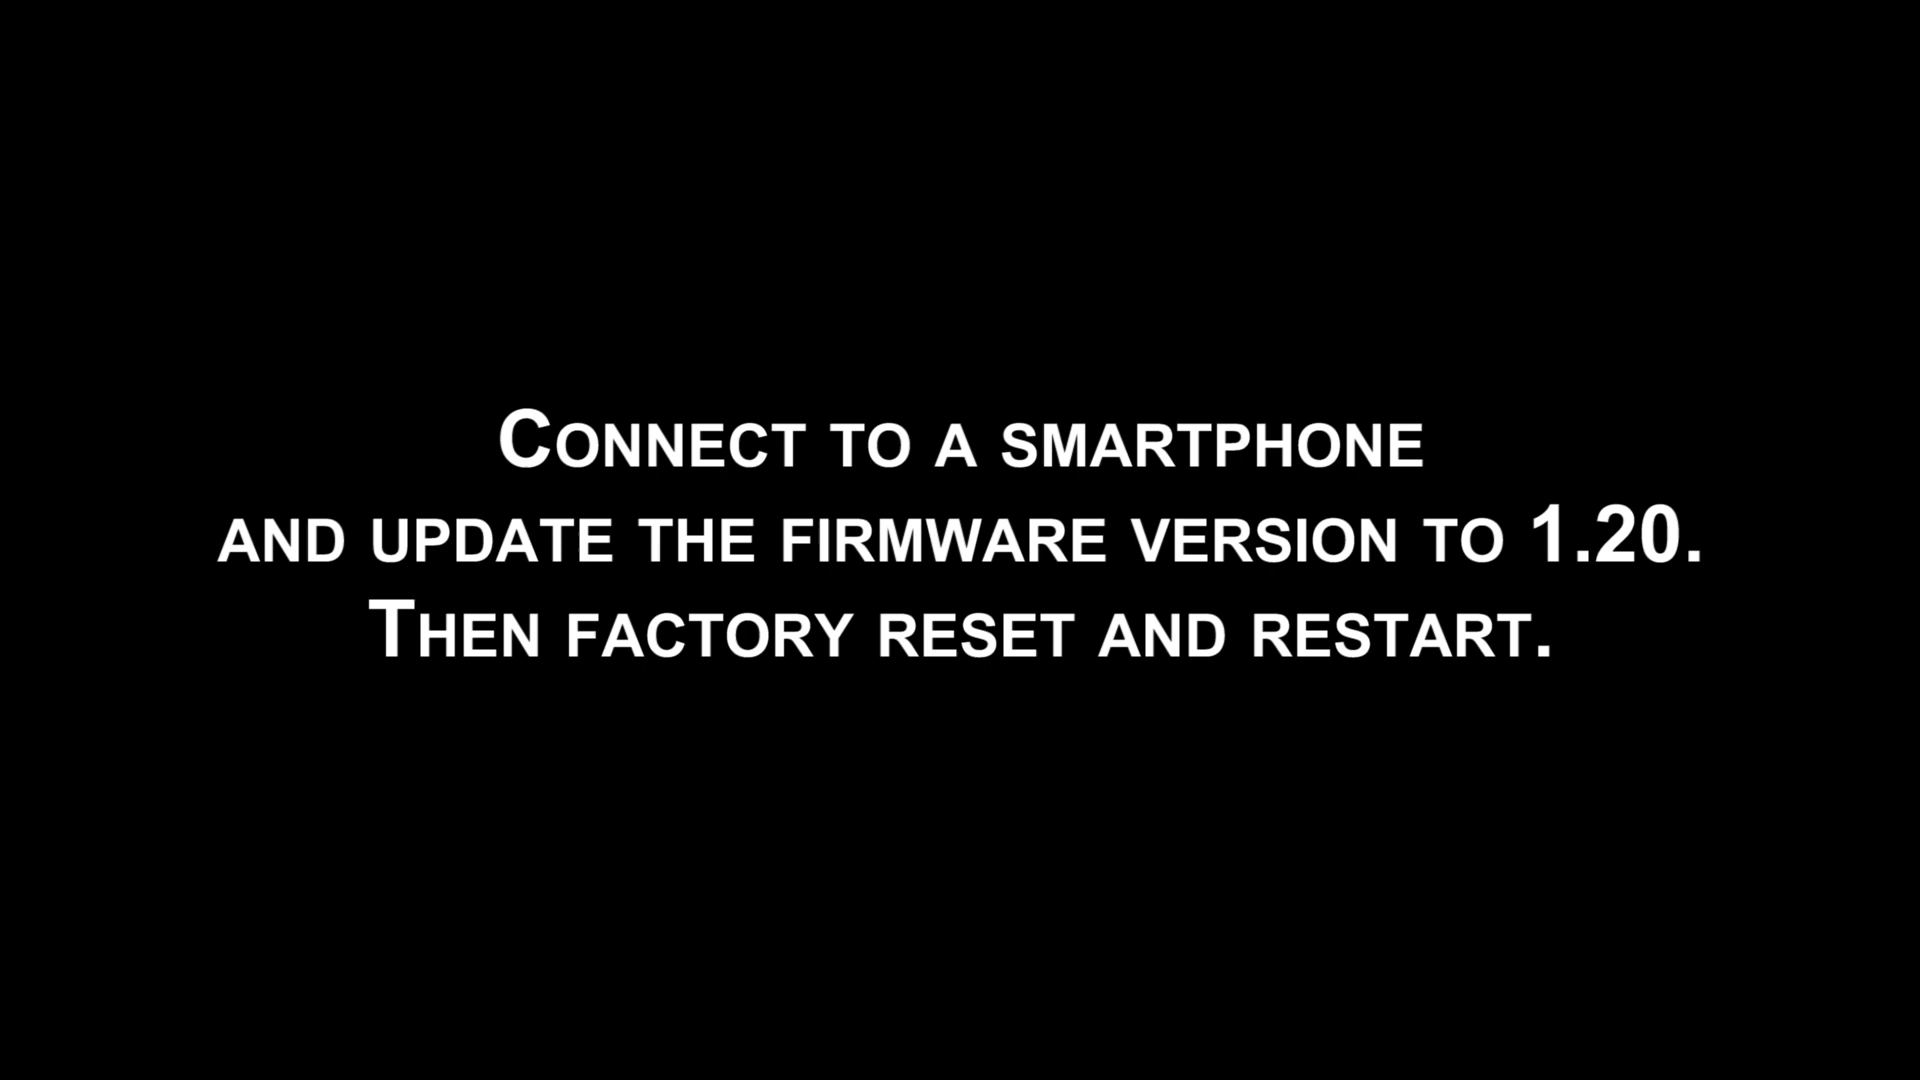 Connect to a smartphone
and update the firmware version to 1.20.
Then factory reset and restart.